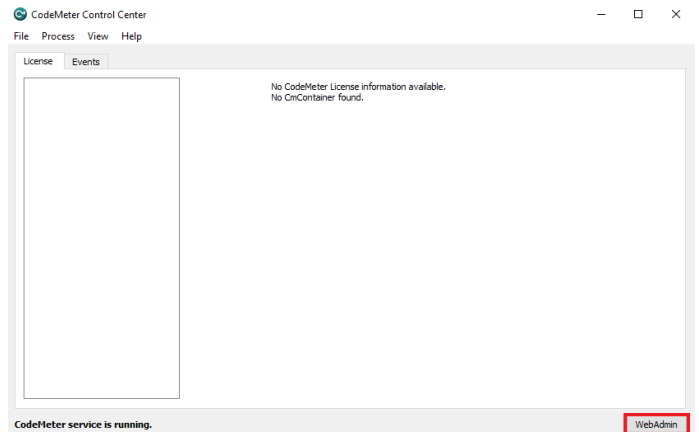 CodeMeter Control Center
File Process View Help
License Events
No CodeMeter License information available.
No CmContainer found.
CodeMeter service is running.
WebAdmin